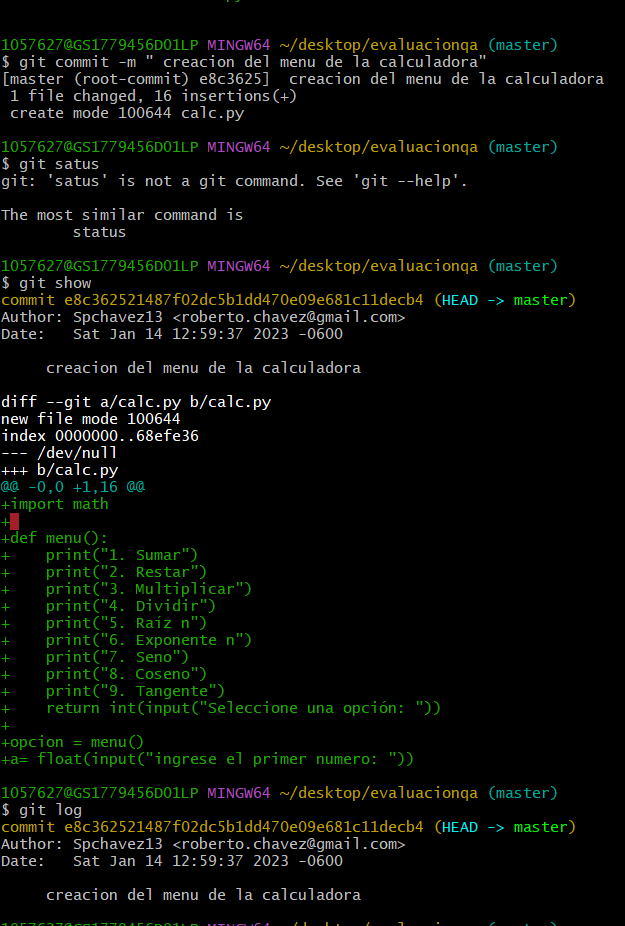 1057627@GS1779456DO1LP MINGW64 ~/desktop/evaluacionqa (master)
$ git commit -m " creacion del menu de la calculadora"
[master (root-commit) e8c3625]  creacion del menu de la calculadora
 1 file changed, 16 insertions(+)
 create mode 100644 calc.py

1057627@GS1779456DO1LP MINGW64 ~/desktop/evaluacionqa (master)
$ git satus
git: 'satus' is not a git command. See 'git --help'.

The most similar command is
        status

1057627@GS1779456DO1LP MINGW64 ~/desktop/evaluacionqa (master)
$ git show
commit e8c362521487f02dc5b1dd470e09e681c11decb4 (HEAD -> master)
Author: Spchavez13 <roberto.chavez@gmail.com>
Date:   Sat Jan 14 12:59:37 2023 -0600

     creacion del menu de la calculadora

diff --git a/calc.py b/calc.py
new file mode 100644
index 0000000..68efe36
--- /dev/null
+++ b/calc.py
@@ -0,0 +1,16 @@
+import math
+
+def menu():
+    print("1. Sumar")
+    print("2. Restar")
+    print("3. Multiplicar")
+    print("4. Dividir")
+    print("5. Raíz n")
+    print("6. Exponente n")
+    print("7. Seno")
+    print("8. Coseno")
+    print("9. Tangente")
+    return int(input("Seleccione una opción: "))
+
+opcion = menu()
+a= float(input("ingrese el primer numero: "))

1057627@GS1779456DO1LP MINGW64 ~/desktop/evaluacionqa (master)
$ git log
commit e8c362521487f02dc5b1dd470e09e681c11decb4 (HEAD -> master)
Author: Spchavez13 <roberto.chavez@gmail.com>
Date:   Sat Jan 14 12:59:37 2023 -0600

     creacion del menu de la calculadora